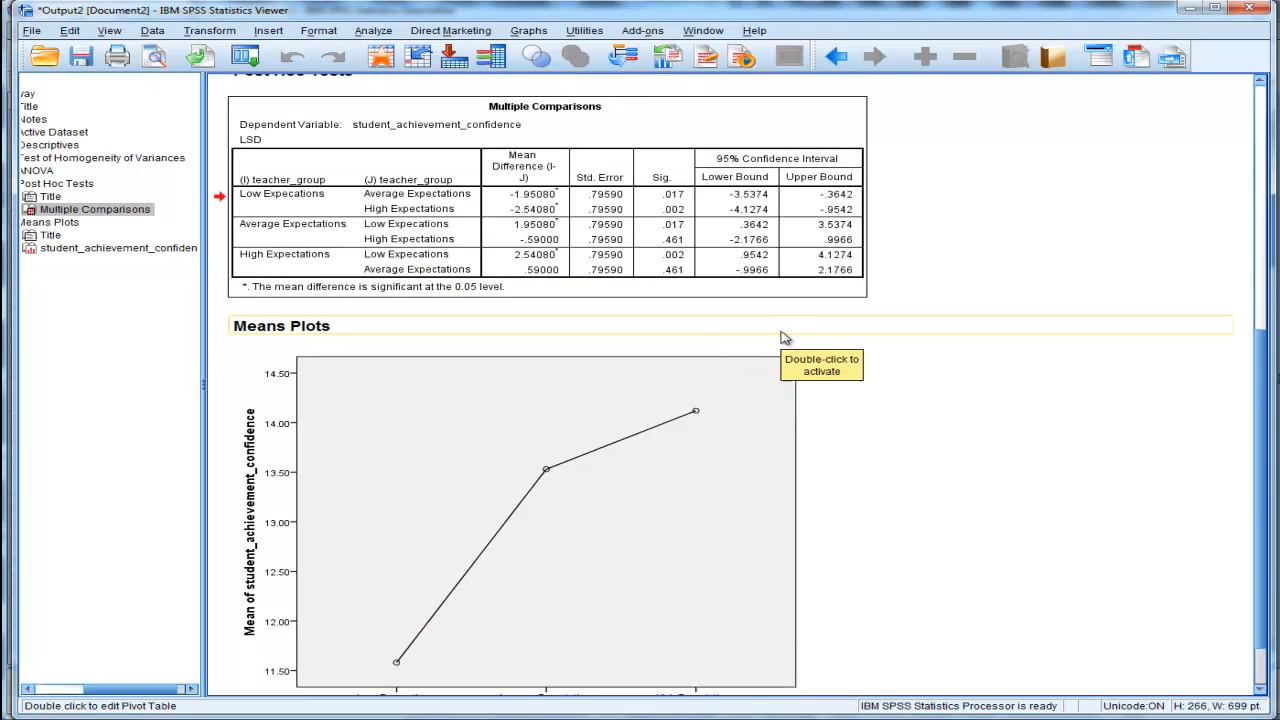 *Output2 [Document2] - IBM SPSS Statistics Viewer
File Edit View Data Transform Insert Format Analyze Direct Marketing Graphs Utilities Add-ons Window Help
Title
Notes
Active Dataset
Descriptives
Test of Homogeneity of Variances
ANOVA
Post Hoc Tests
Title
Multiple Comparisons
Means Plots
Title
student_achievement_confiden
Post Hoc Tests
Multiple Comparisons
Dependent Variable: student_achievement_confidence
LSD
(I) teacher_group (J) teacher_group Mean Difference (I-J) Std. Error Sig. 95% Confidence Interval
Lower Bound Upper Bound
Low Expecations Average Expectations -1.95080* .79590 .017 -3.5374 -.3642
High Expectations -2.54080* .79590 .002 -4.1274 -.9542
Average Expectations Low Expecations 1.95080* .79590 .017 .3642 3.5374
High Expectations -.59000 .79590 .461 -2.1766 .9966
High Expectations Low Expecations 2.54080* .79590 .002 .9542 4.1274
Average Expectations .59000 .79590 .461 -.9966 2.1766
*. The mean difference is significant at the 0.05 level.
Means Plots
Double-click to
activate
Mean of student_achievement_confidence
14.50
14.00
13.50
13.00
12.50
12.00
11.50
Double click to edit Pivot Table
IBM SPSS Statistics Processor is ready
Unicode:ON H: 266, W: 699 pt.